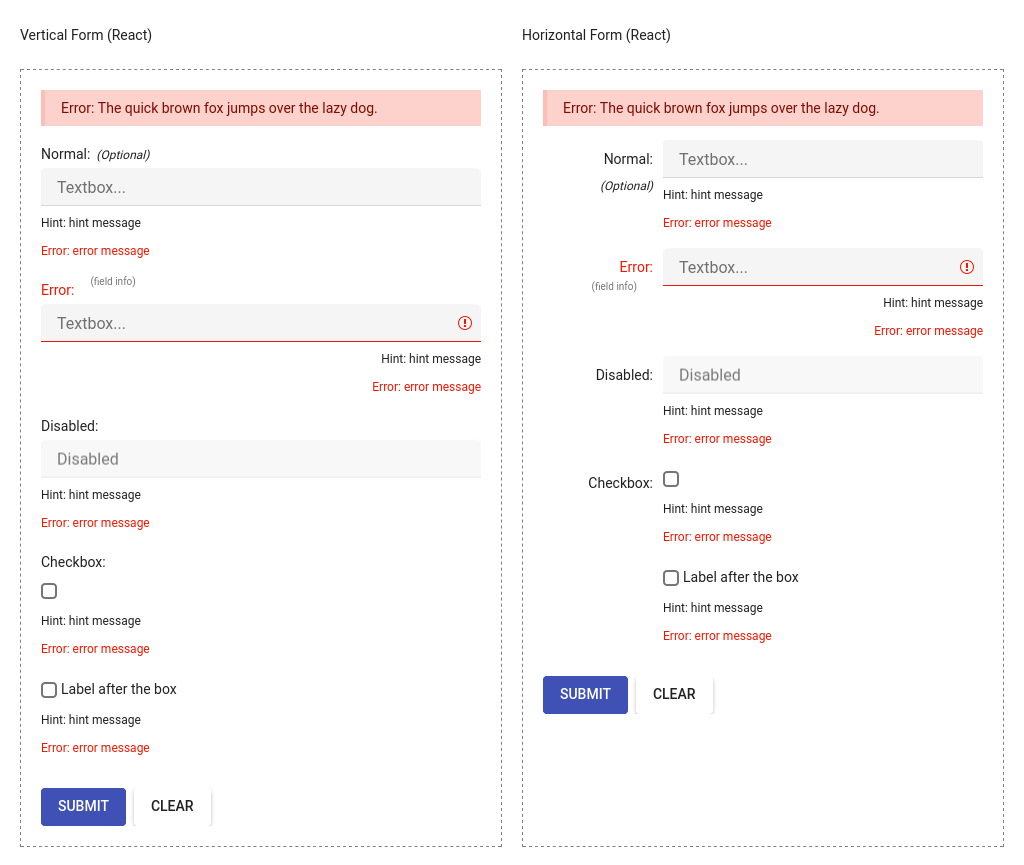 Vertical Form (React)
Error: The quick brown fox jumps over the lazy dog.
Normal: (Optional)
Textbox...
Hint: hint message
Error: error message
Error: (field info)
Textbox...
Hint: hint message
Error: error message
Disabled:
Disabled
Hint: hint message
Error: error message
Checkbox:
Hint: hint message
Error: error message
Label after the box
Hint: hint message
Error: error message
SUBMIT CLEAR
Horizontal Form (React)
Error: The quick brown fox jumps over the lazy dog.
Normal: Textbox...
(Optional)
Hint: hint message
Error: error message
Error: Textbox...
(field info)
Hint: hint message
Error: error message
Disabled: Disabled
Hint: hint message
Error: error message
Checkbox:
Hint: hint message
Error: error message
Label after the box
Hint: hint message
Error: error message
SUBMIT CLEAR